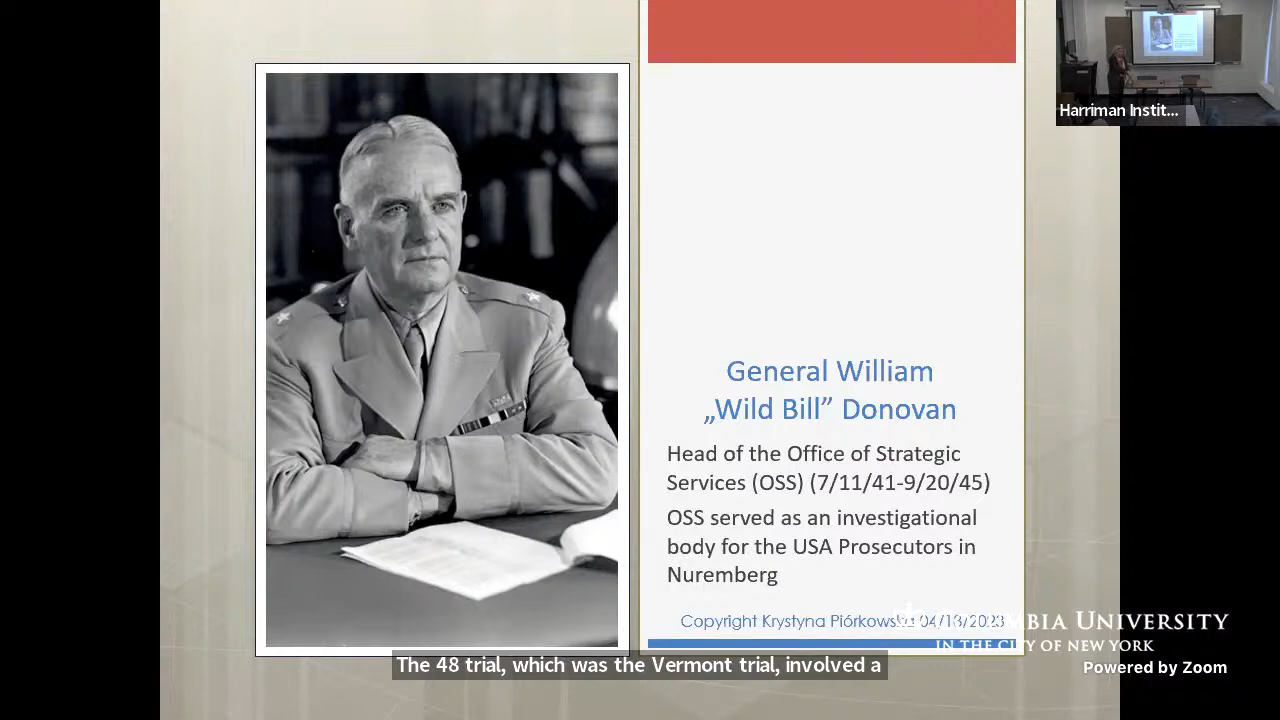 Harriman Instit...
General William
„Wild Bill” Donovan
Head of the Office of Strategic
Services (OSS) (7/11/41-9/20/45)
OSS served as an investigational
body for the USA Prosecutors in
Nuremberg
Copyright Krystyna Piórkowska 04/13/2023
COLUMBIA UNIVERSITY
IN THE CITY OF NEW YORK
The 48 trial, which was the Vermont trial, involved a
Powered by Zoom